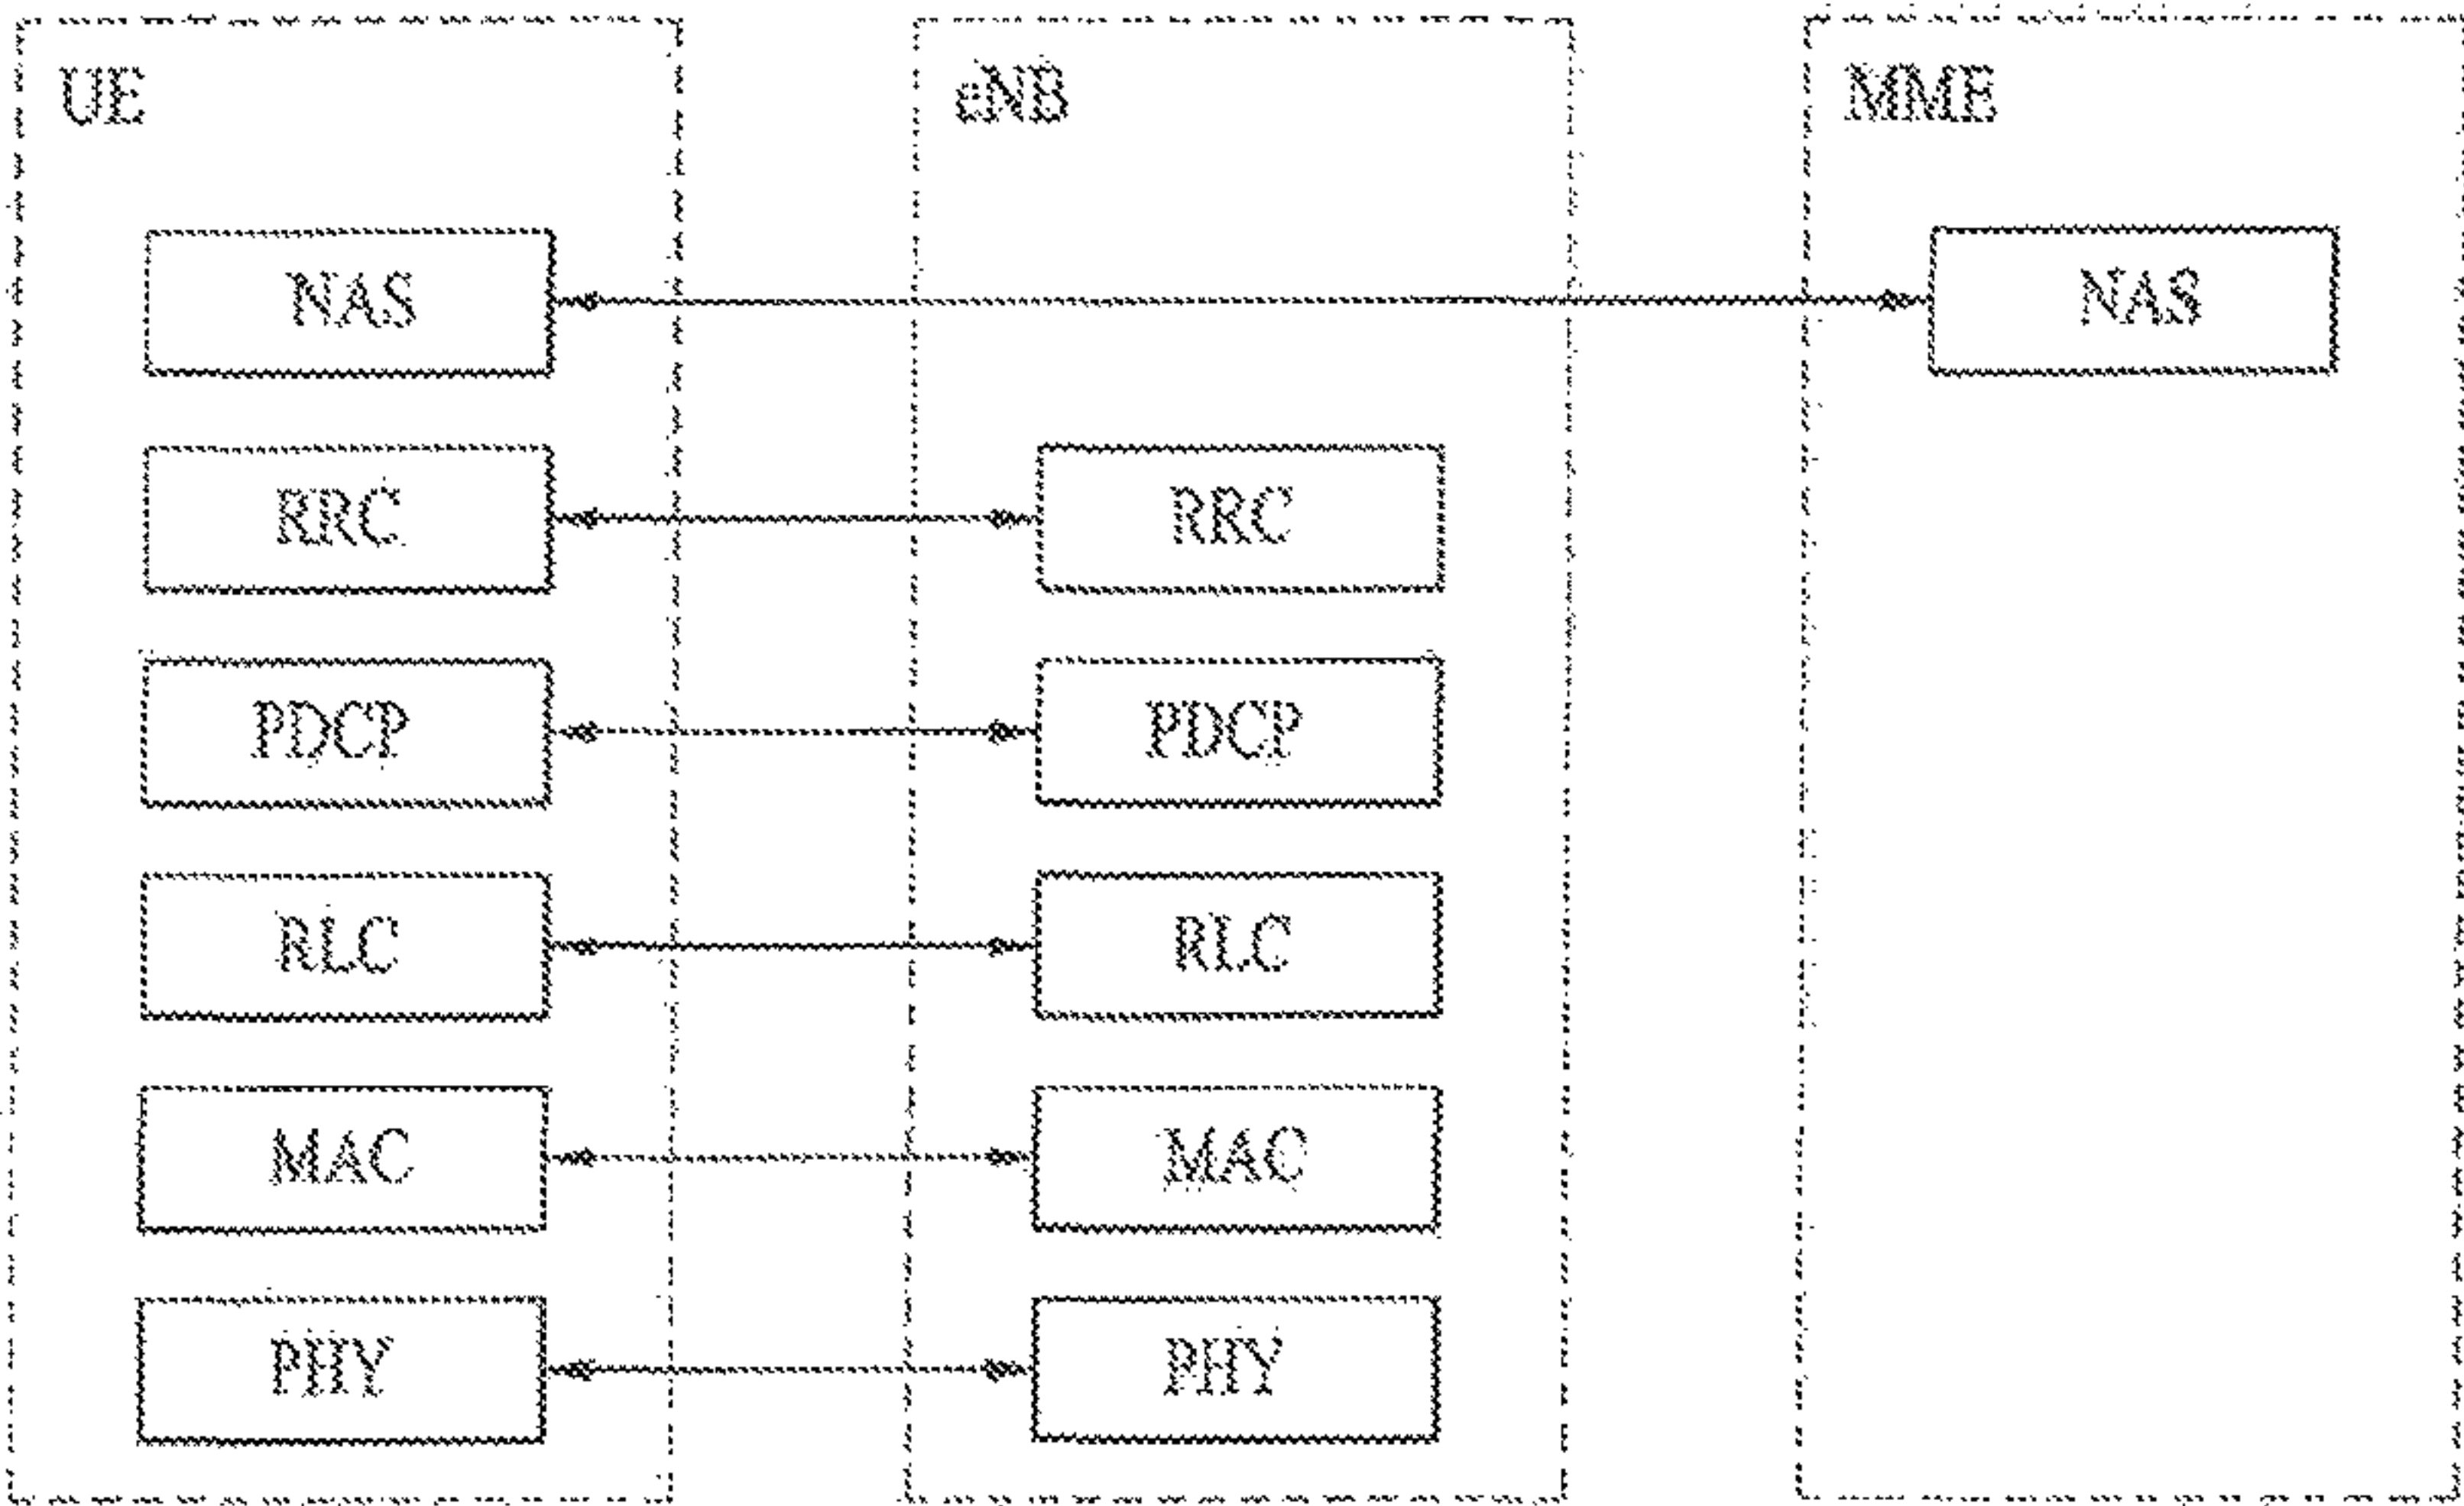 UE eNB MME
NAS NAS
RRC RRC
PDCP PDCP
RLC RLC
MAC MAC
PHY PHY